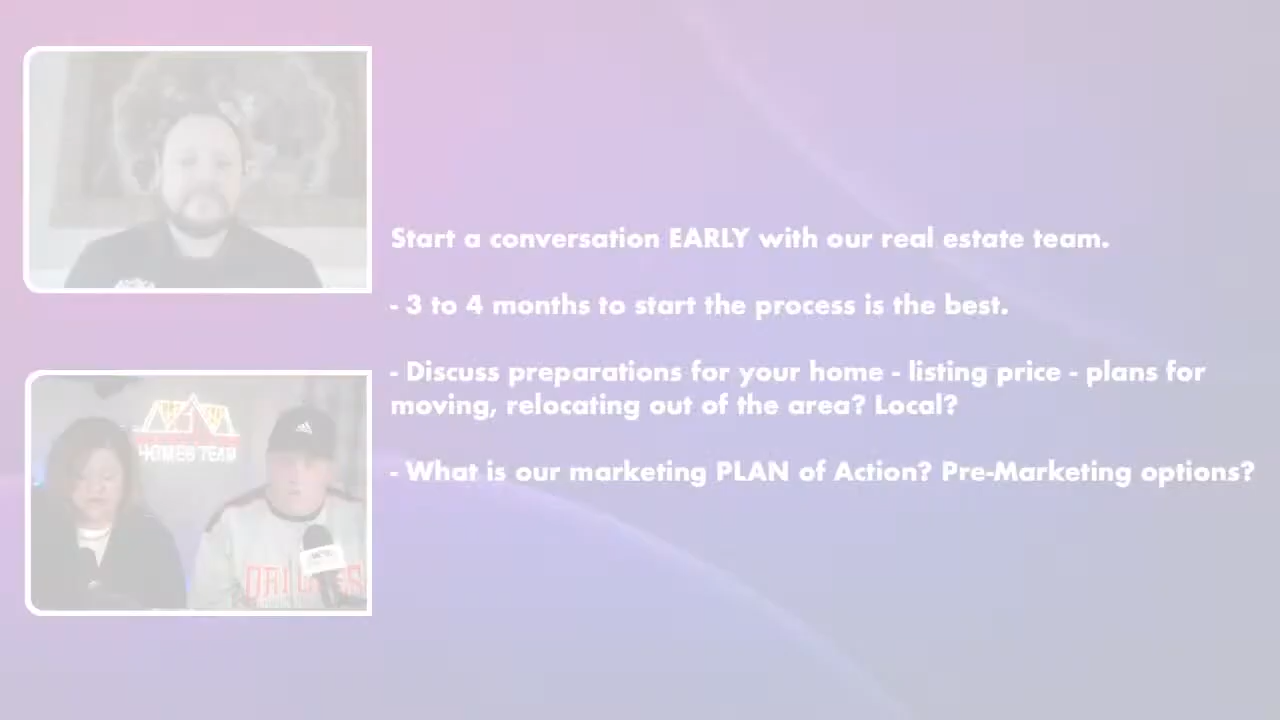 Start a conversation EARLY with our real estate team.
- 3 to 4 months to start the process is the best.
- Discuss preparations for your home - listing price - plans for
moving, relocating out of the area? Local?
- What is our marketing PLAN of Action? Pre-Marketing options?
HOMES TEAM